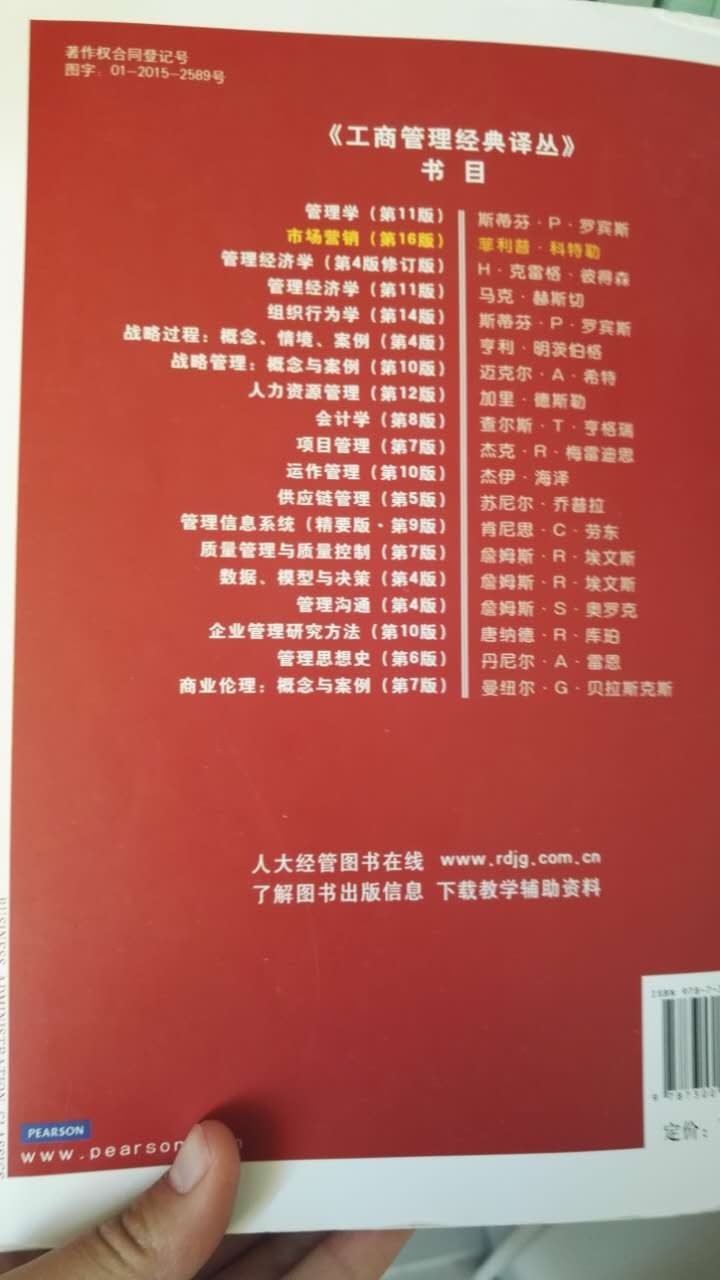 著作权合同登记号
图字：01-2015-2589号
《工商管理经典译丛》
书 目
管理学（第11版） 斯蒂芬·P·罗宾斯
市场营销（第16版） 菲利普·科特勒
管理经济学（第4版修订版） H·克雷格·彼得森
管理经济学（第11版） 马克·赫斯切
组织行为学（第14版） 斯蒂芬·P·罗宾斯
战略过程：概念、情境、案例（第4版） 亨利·明茨伯格
战略管理：概念与案例（第10版） 迈克尔·A·希特
人力资源管理（第12版） 加里·德斯勒
会计学（第8版） 查尔斯·T·亨格瑞
项目管理（第7版） 杰克·R·梅雷迪思
运作管理（第10版） 杰伊·海泽
供应链管理（第5版） 苏尼尔·乔普拉
管理信息系统（精要版·第9版） 肯尼思·C·劳东
质量管理与质量控制（第7版） 詹姆斯·R·埃文斯
数据、模型与决策（第4版） 詹姆斯·R·埃文斯
管理沟通（第4版） 詹姆斯·S·奥罗克
企业管理研究方法（第10版） 唐纳德·R·库珀
管理思想史（第6版） 丹尼尔·A·雷恩
商业伦理：概念与案例（第7版） 曼纽尔·G·贝拉斯克斯
人大经管图书在线 www.rdjg.com.cn
了解图书出版信息 下载教学辅助资料
BUSINESS ADMINISTRATION CLASSICS
ISBN 978-7-
9 787300
定价：
PEARSON
www.pearson